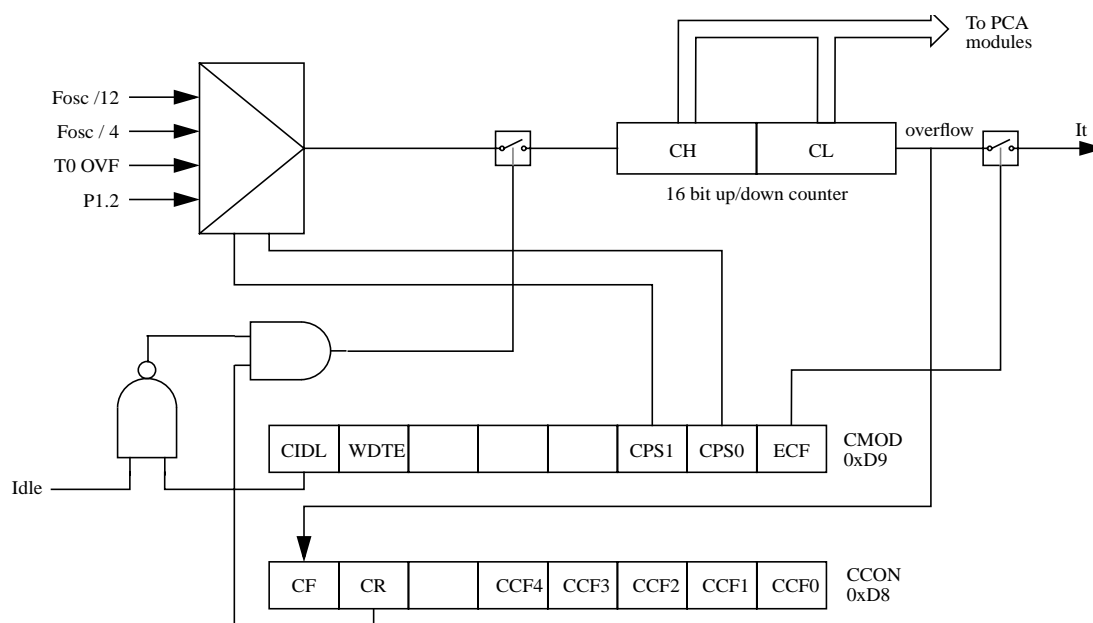 To PCA
modules
Fosc /12
Fosc / 4
T0 OVF
P1.2
CH
CL
overflow
It
16 bit up/down counter
CIDL
WDTE
CPS1
CPS0
ECF
CMOD
0xD9
Idle
CF
CR
CCF4
CCF3
CCF2
CCF1
CCF0
CCON
0xD8